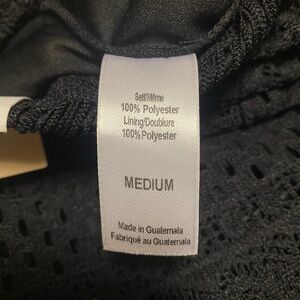 Self/Même
100% Polyester
Lining/Doublure
100% Polyester
MEDIUM
Made in Guatemala
Fabriqué au Guatemala